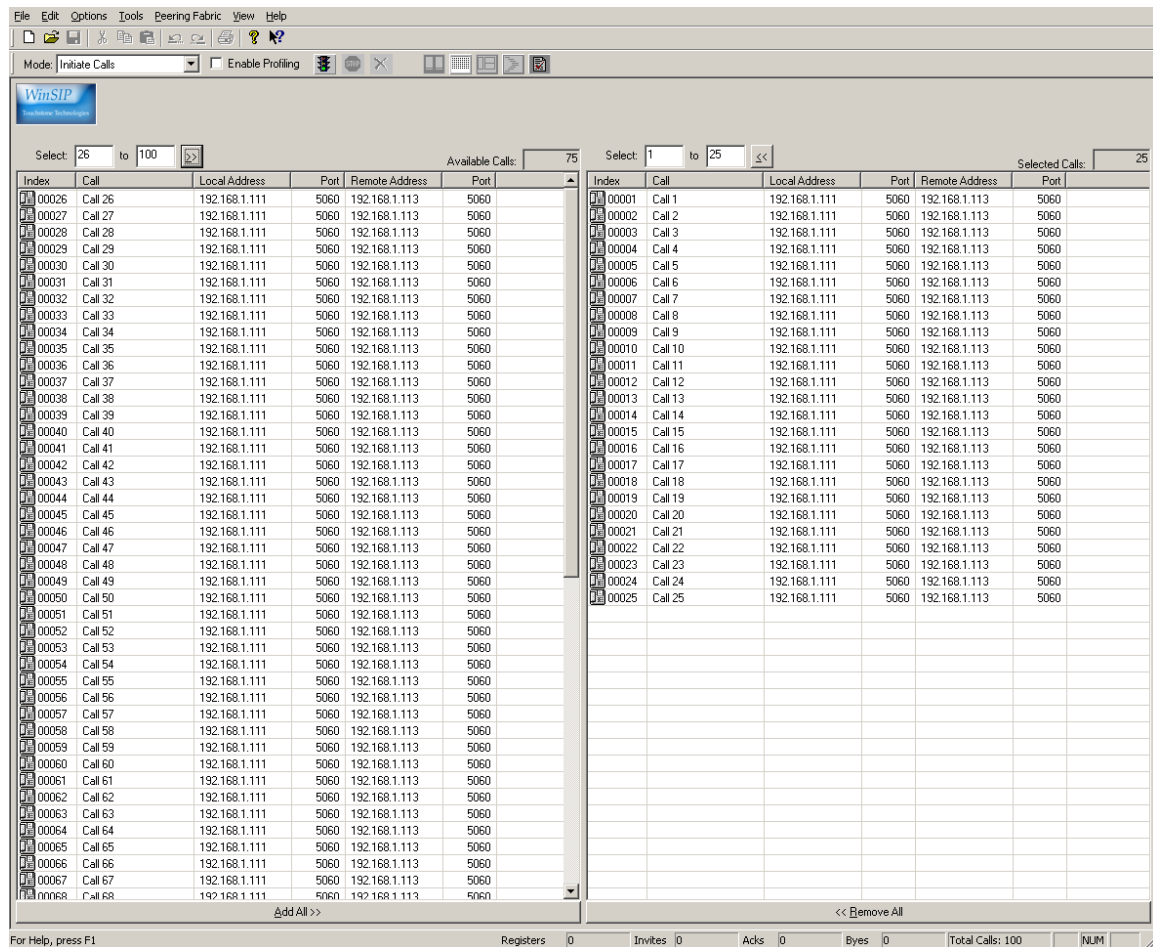 File Edit Options Tools Peering Fabric View Help
Mode: Initiate Calls Enable Profiling STOP
WinSIP
Touchstone Technologies
Select: 26 to 100 >> Available Calls: 75 Select: 1 to 25 << Selected Calls: 25
Index Call Local Address Port Remote Address Port Index Call Local Address Port Remote Address Port
00026 Call 26 192.168.1.111 5060 192.168.1.113 5060 00001 Call 1 192.168.1.111 5060 192.168.1.113 5060
00027 Call 27 192.168.1.111 5060 192.168.1.113 5060 00002 Call 2 192.168.1.111 5060 192.168.1.113 5060
00028 Call 28 192.168.1.111 5060 192.168.1.113 5060 00003 Call 3 192.168.1.111 5060 192.168.1.113 5060
00029 Call 29 192.168.1.111 5060 192.168.1.113 5060 00004 Call 4 192.168.1.111 5060 192.168.1.113 5060
00030 Call 30 192.168.1.111 5060 192.168.1.113 5060 00005 Call 5 192.168.1.111 5060 192.168.1.113 5060
00031 Call 31 192.168.1.111 5060 192.168.1.113 5060 00006 Call 6 192.168.1.111 5060 192.168.1.113 5060
00032 Call 32 192.168.1.111 5060 192.168.1.113 5060 00007 Call 7 192.168.1.111 5060 192.168.1.113 5060
00033 Call 33 192.168.1.111 5060 192.168.1.113 5060 00008 Call 8 192.168.1.111 5060 192.168.1.113 5060
00034 Call 34 192.168.1.111 5060 192.168.1.113 5060 00009 Call 9 192.168.1.111 5060 192.168.1.113 5060
00035 Call 35 192.168.1.111 5060 192.168.1.113 5060 00010 Call 10 192.168.1.111 5060 192.168.1.113 5060
00036 Call 36 192.168.1.111 5060 192.168.1.113 5060 00011 Call 11 192.168.1.111 5060 192.168.1.113 5060
00037 Call 37 192.168.1.111 5060 192.168.1.113 5060 00012 Call 12 192.168.1.111 5060 192.168.1.113 5060
00038 Call 38 192.168.1.111 5060 192.168.1.113 5060 00013 Call 13 192.168.1.111 5060 192.168.1.113 5060
00039 Call 39 192.168.1.111 5060 192.168.1.113 5060 00014 Call 14 192.168.1.111 5060 192.168.1.113 5060
00040 Call 40 192.168.1.111 5060 192.168.1.113 5060 00015 Call 15 192.168.1.111 5060 192.168.1.113 5060
00041 Call 41 192.168.1.111 5060 192.168.1.113 5060 00016 Call 16 192.168.1.111 5060 192.168.1.113 5060
00042 Call 42 192.168.1.111 5060 192.168.1.113 5060 00017 Call 17 192.168.1.111 5060 192.168.1.113 5060
00043 Call 43 192.168.1.111 5060 192.168.1.113 5060 00018 Call 18 192.168.1.111 5060 192.168.1.113 5060
00044 Call 44 192.168.1.111 5060 192.168.1.113 5060 00019 Call 19 192.168.1.111 5060 192.168.1.113 5060
00045 Call 45 192.168.1.111 5060 192.168.1.113 5060 00020 Call 20 192.168.1.111 5060 192.168.1.113 5060
00046 Call 46 192.168.1.111 5060 192.168.1.113 5060 00021 Call 21 192.168.1.111 5060 192.168.1.113 5060
00047 Call 47 192.168.1.111 5060 192.168.1.113 5060 00022 Call 22 192.168.1.111 5060 192.168.1.113 5060
00048 Call 48 192.168.1.111 5060 192.168.1.113 5060 00023 Call 23 192.168.1.111 5060 192.168.1.113 5060
00049 Call 49 192.168.1.111 5060 192.168.1.113 5060 00024 Call 24 192.168.1.111 5060 192.168.1.113 5060
00050 Call 50 192.168.1.111 5060 192.168.1.113 5060 00025 Call 25 192.168.1.111 5060 192.168.1.113 5060
00051 Call 51 192.168.1.111 5060 192.168.1.113 5060
00052 Call 52 192.168.1.111 5060 192.168.1.113 5060
00053 Call 53 192.168.1.111 5060 192.168.1.113 5060
00054 Call 54 192.168.1.111 5060 192.168.1.113 5060
00055 Call 55 192.168.1.111 5060 192.168.1.113 5060
00056 Call 56 192.168.1.111 5060 192.168.1.113 5060
00057 Call 57 192.168.1.111 5060 192.168.1.113 5060
00058 Call 58 192.168.1.111 5060 192.168.1.113 5060
00059 Call 59 192.168.1.111 5060 192.168.1.113 5060
00060 Call 60 192.168.1.111 5060 192.168.1.113 5060
00061 Call 61 192.168.1.111 5060 192.168.1.113 5060
00062 Call 62 192.168.1.111 5060 192.168.1.113 5060
00063 Call 63 192.168.1.111 5060 192.168.1.113 5060
00064 Call 64 192.168.1.111 5060 192.168.1.113 5060
00065 Call 65 192.168.1.111 5060 192.168.1.113 5060
00066 Call 66 192.168.1.111 5060 192.168.1.113 5060
00067 Call 67 192.168.1.111 5060 192.168.1.113 5060
00068 Call 68 192.168.1.111 5060 192.168.1.113 5060
Add All >> << Remove All
For Help, press F1 Registers 0 Invites 0 Acks 0 Byes 0 Total Calls: 100 NUM